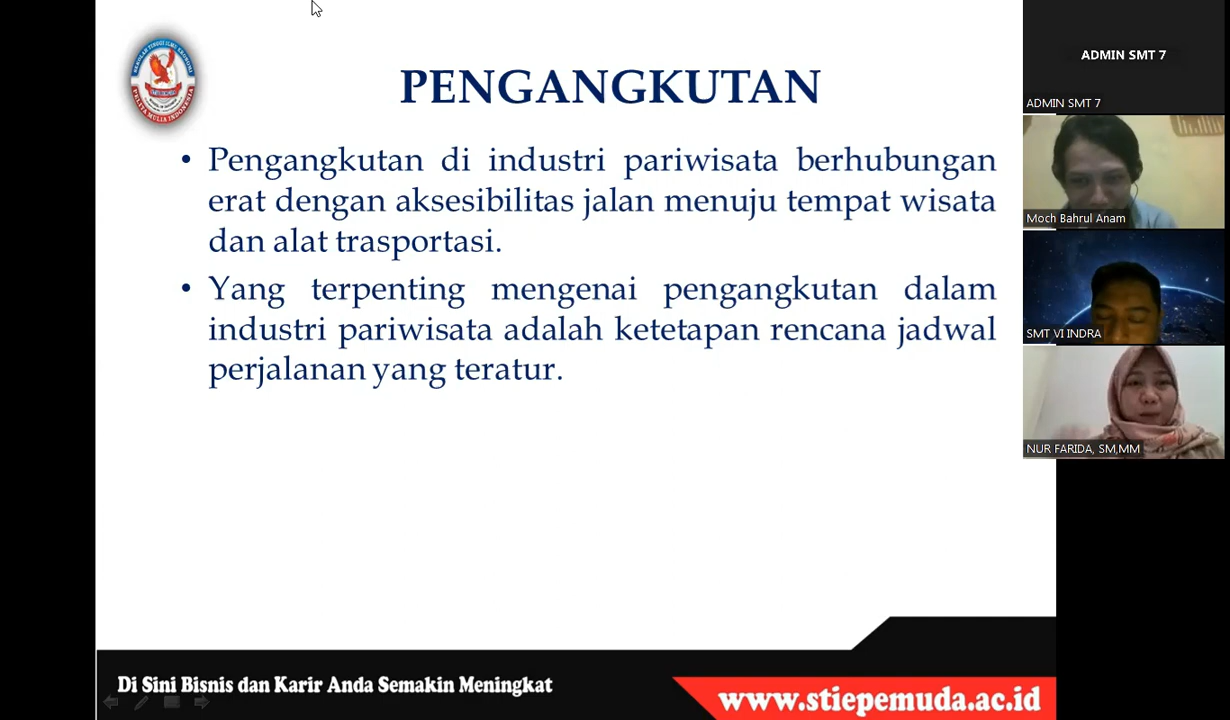 PENGANGKUTAN
• Pengangkutan di industri pariwisata berhubungan
erat dengan aksesibilitas jalan menuju tempat wisata
dan alat trasportasi.
• Yang terpenting mengenai pengangkutan dalam
industri pariwisata adalah ketetapan rencana jadwal
perjalanan yang teratur.
Di Sini Bisnis dan Karir Anda Semakin Meningkat
www.stiepemuda.ac.id
ADMIN SMT 7
ADMIN SMT 7
Moch Bahrul Anam
SMT VI INDRA
NUR FARIDA, SM,MM